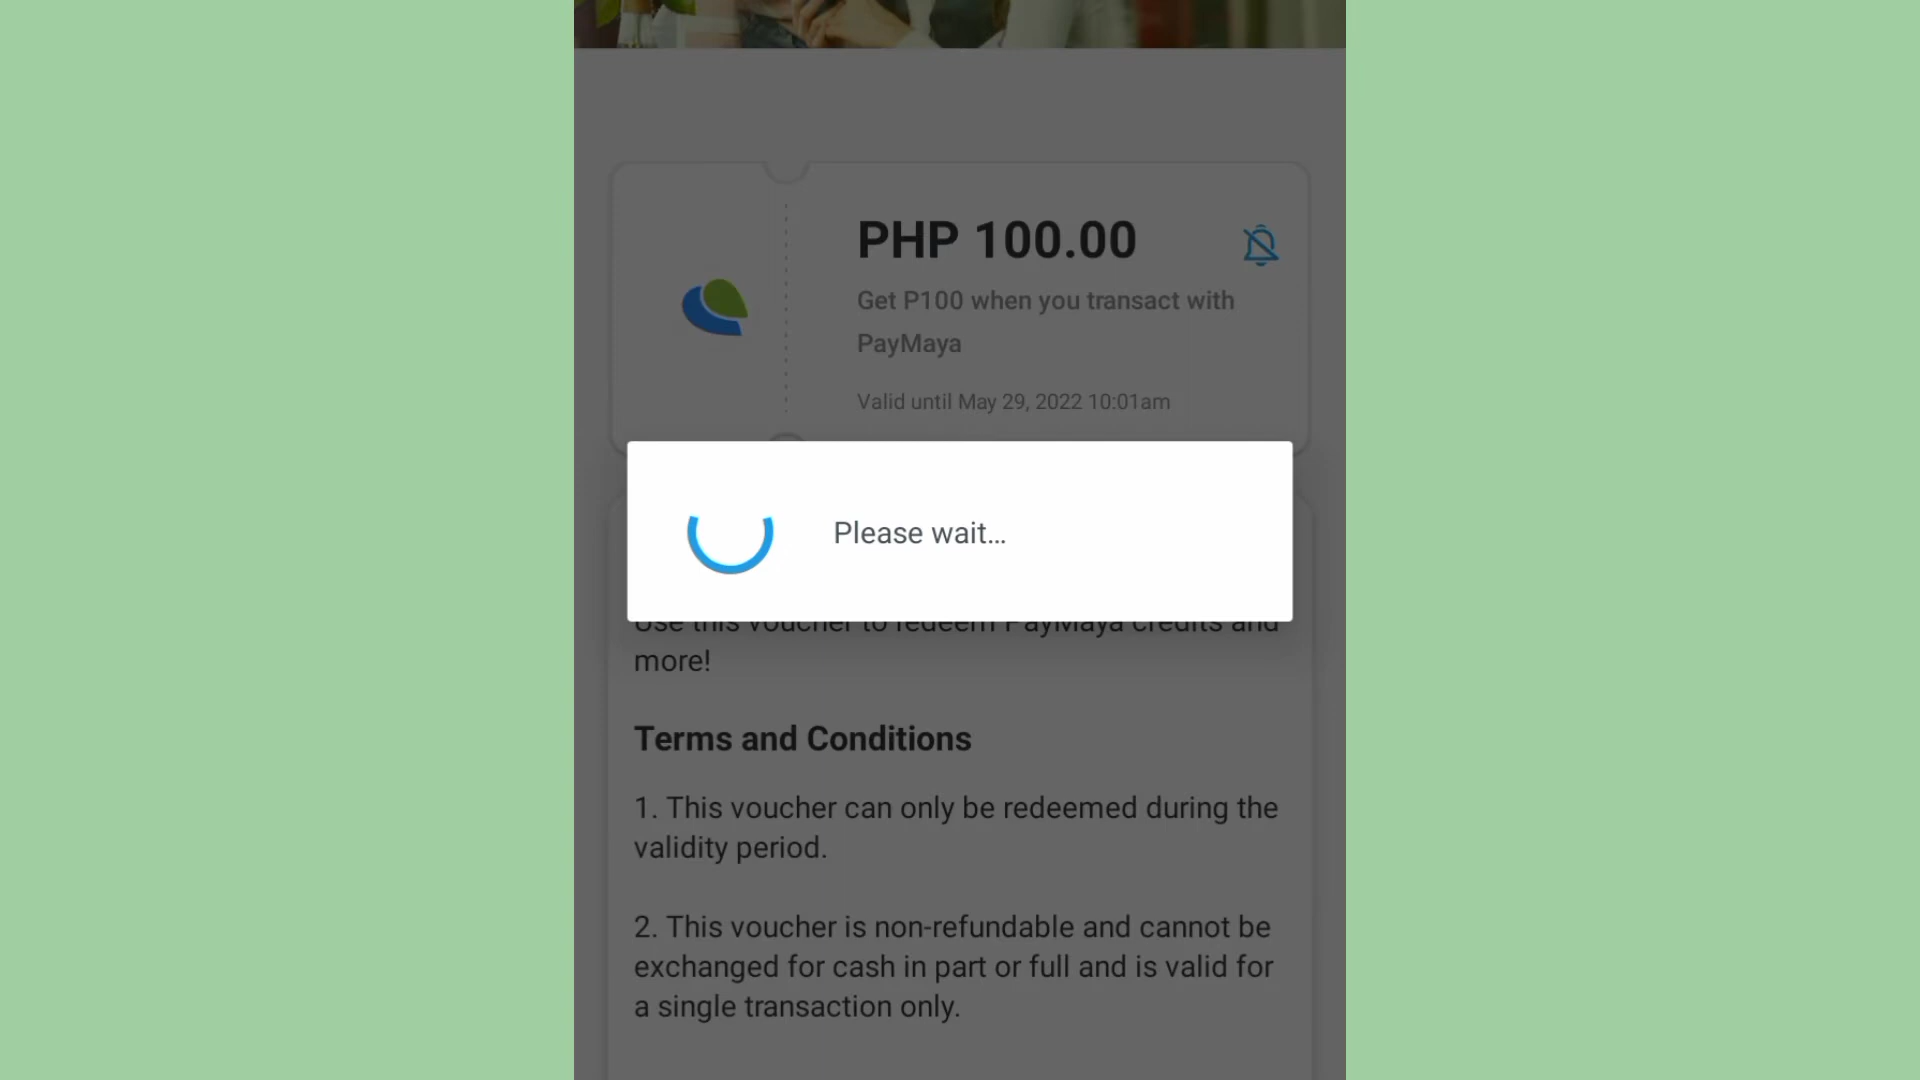 PHP 100.00
Get P100 when you transact with
PayMaya
Valid until May 29, 2022 10:01am
Please wait...
Use this voucher to redeem PayMaya credits and
more!
Terms and Conditions
1. This voucher can only be redeemed during the
validity period.
2. This voucher is non-refundable and cannot be
exchanged for cash in part or full and is valid for
a single transaction only.